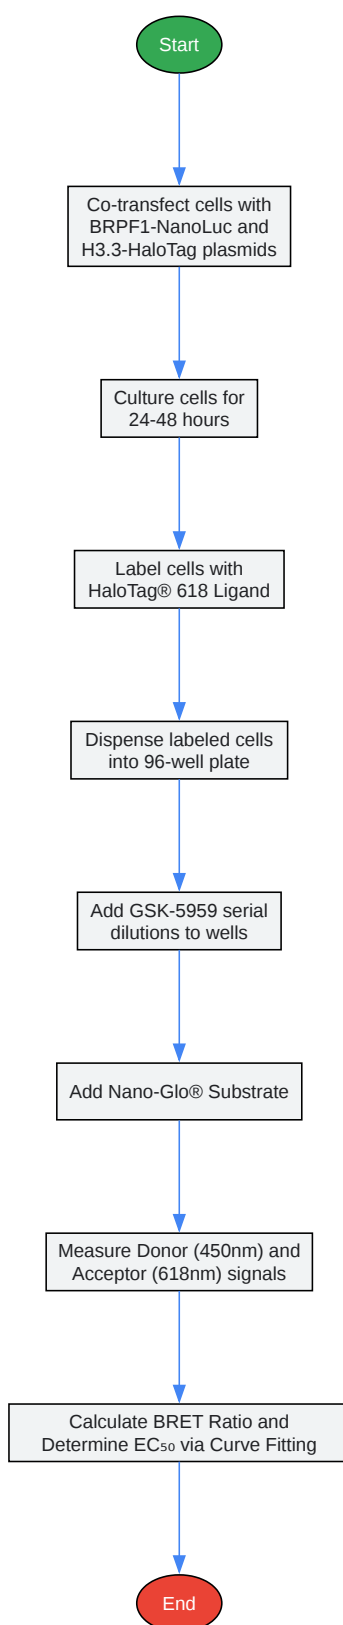 Start
Co-transfect cells with
BRPF1-NanoLuc and
H3.3-HaloTag plasmids
Culture cells for
24-48 hours
Label cells with
HaloTag® 618 Ligand
Dispense labeled cells
into 96-well plate
Add GSK-5959 serial
dilutions to wells
Add Nano-Glo® Substrate
Measure Donor (450nm) and
Acceptor (618nm) signals
Calculate BRET Ratio and
Determine EC₅₀ via Curve Fitting
End